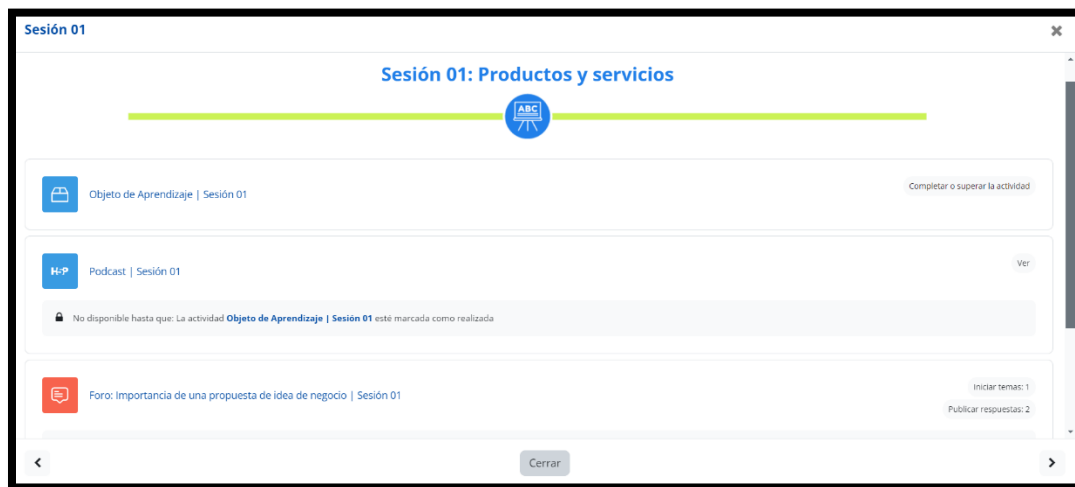 Sesión 01
Sesión 01: Productos y servicios
ABC
Objeto de Aprendizaje | Sesión 01
Completar o superar la actividad
H5P
Podcast | Sesión 01
Ver
No disponible hasta que: La actividad Objeto de Aprendizaje | Sesión 01 esté marcada como realizada
Foro: Importancia de una propuesta de idea de negocio | Sesión 01
Iniciar temas: 1
Publicar respuestas: 2
Cerrar